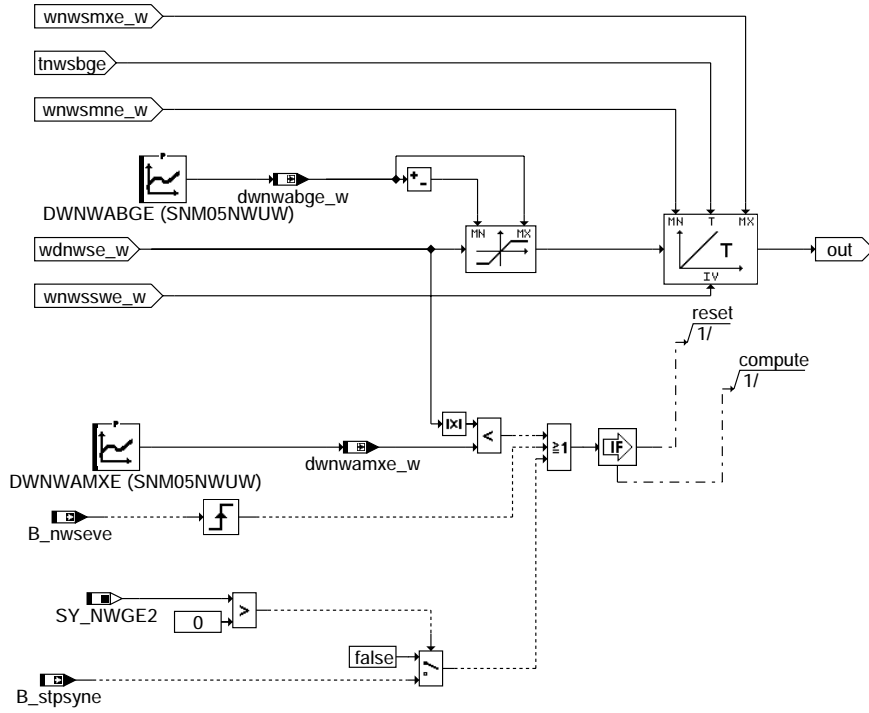 wnwsmxe_w
tnwsbge
wnwsmne_w
P
dwnwabge_w
+
-
DWNWABGE (SNM05NWUW)
MN MX
MN T MX
T
IV
wdnwse_w
out
wnwsswe_w
reset
1/
compute
1/
P
|x|
<
≥1
IF
dwnwamxe_w
DWNWAMXE (SNM05NWUW)
B_nwseve
SY_NWGE2
>
0
false
B_stpsyne